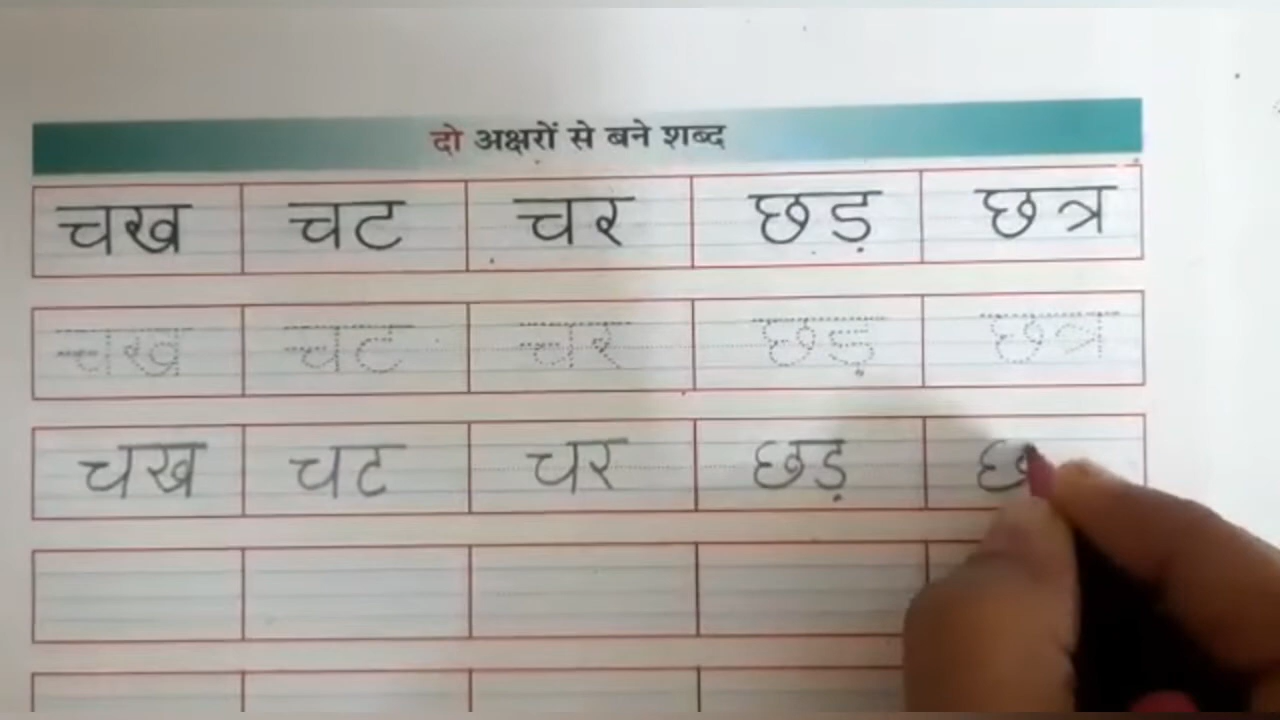 दो अक्षरों से बने शब्द
चख चट चर छड़ छत्र
चख चट चर छड़ छत्र
चख चट चर छड़ छ